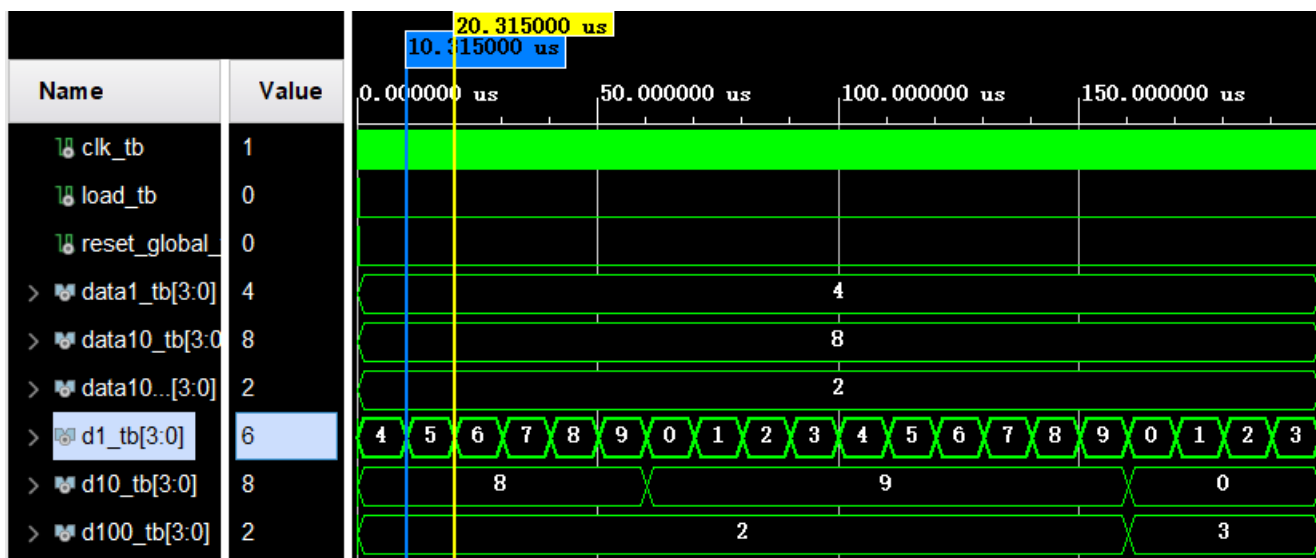 20.315000 us
10.315000 us
Name Value 0.000000 us 50.000000 us 100.000000 us 150.000000 us
clk_tb 1
load_tb 0
reset_global_ 0
data1_tb[3:0] 4 4
data10_tb[3:0 8 8
data10...[3:0] 2 2
d1_tb[3:0] 6 4 5 6 7 8 9 0 1 2 3 4 5 6 7 8 9 0 1 2 3
d10_tb[3:0] 8 8 9 0
d100_tb[3:0] 2 2 3